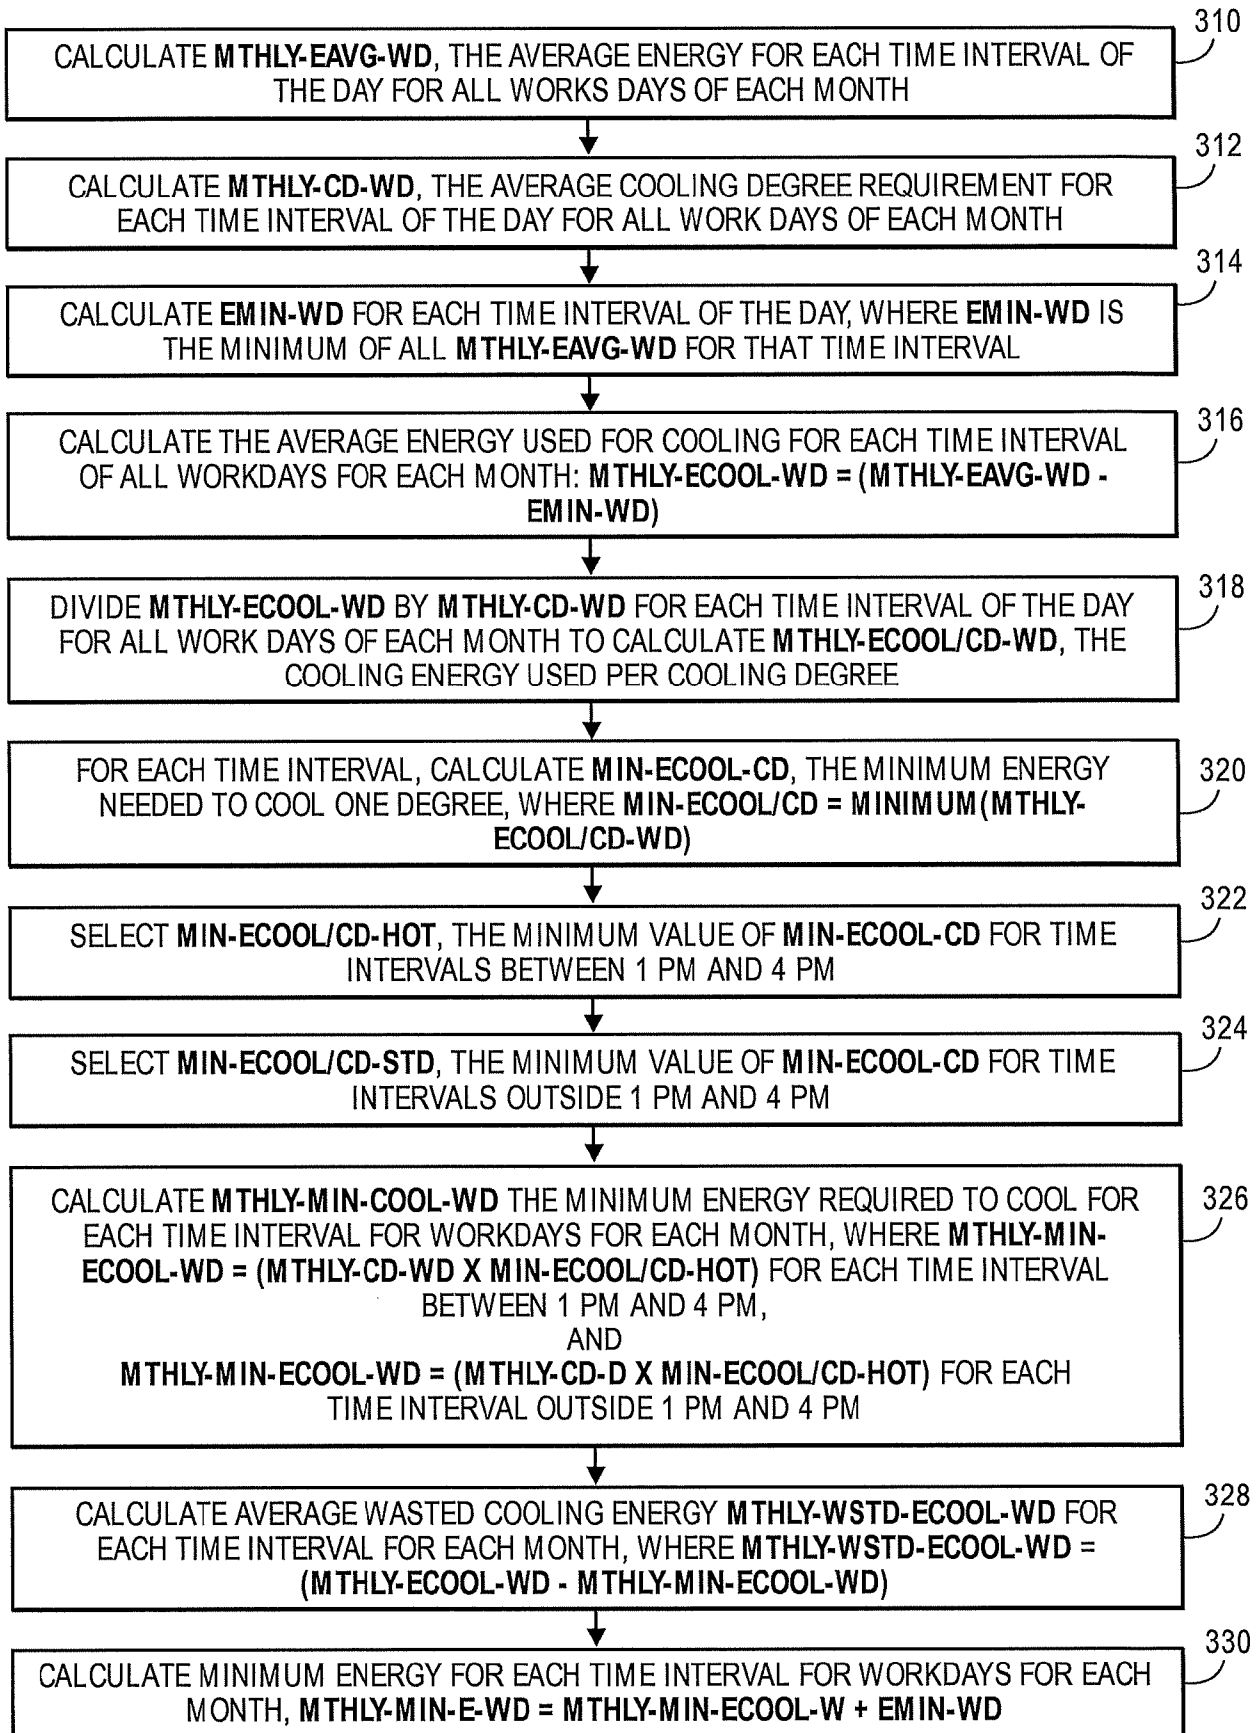 310
CALCULATE MTHLY-EAVG-WD, THE AVERAGE ENERGY FOR EACH TIME INTERVAL OF
THE DAY FOR ALL WORKS DAYS OF EACH MONTH
312
CALCULATE MTHLY-CD-WD, THE AVERAGE COOLING DEGREE REQUIREMENT FOR
EACH TIME INTERVAL OF THE DAY FOR ALL WORK DAYS OF EACH MONTH
314
CALCULATE EMIN-WD FOR EACH TIME INTERVAL OF THE DAY, WHERE EMIN-WD IS
THE MINIMUM OF ALL MTHLY-EAVG-WD FOR THAT TIME INTERVAL
316
CALCULATE THE AVERAGE ENERGY USED FOR COOLING FOR EACH TIME INTERVAL
OF ALL WORKDAYS FOR EACH MONTH: MTHLY-ECOOL-WD = (MTHLY-EAVG-WD -
EMIN-WD)
318
DIVIDE MTHLY-ECOOL-WD BY MTHLY-CD-WD FOR EACH TIME INTERVAL OF THE DAY
FOR ALL WORK DAYS OF EACH MONTH TO CALCULATE MTHLY-ECOOL/CD-WD, THE
COOLING ENERGY USED PER COOLING DEGREE
320
FOR EACH TIME INTERVAL, CALCULATE MIN-ECOOL-CD, THE MINIMUM ENERGY
NEEDED TO COOL ONE DEGREE, WHERE MIN-ECOOL/CD = MINIMUM(MTHLY-
ECOOL/CD-WD)
322
SELECT MIN-ECOOL/CD-HOT, THE MINIMUM VALUE OF MIN-ECOOL-CD FOR TIME
INTERVALS BETWEEN 1 PM AND 4 PM
324
SELECT MIN-ECOOL/CD-STD, THE MINIMUM VALUE OF MIN-ECOOL-CD FOR TIME
INTERVALS OUTSIDE 1 PM AND 4 PM
326
CALCULATE MTHLY-MIN-COOL-WD THE MINIMUM ENERGY REQUIRED TO COOL FOR
EACH TIME INTERVAL FOR WORKDAYS FOR EACH MONTH, WHERE MTHLY-MIN-
ECOOL-WD = (MTHLY-CD-WD X MIN-ECOOL/CD-HOT) FOR EACH TIME INTERVAL
BETWEEN 1 PM AND 4 PM,
AND
MTHLY-MIN-ECOOL-WD = (MTHLY-CD-D X MIN-ECOOL/CD-HOT) FOR EACH
TIME INTERVAL OUTSIDE 1 PM AND 4 PM
328
CALCULATE AVERAGE WASTED COOLING ENERGY MTHLY-WSTD-ECOOL-WD FOR
EACH TIME INTERVAL FOR EACH MONTH, WHERE MTHLY-WSTD-ECOOL-WD =
(MTHLY-ECOOL-WD - MTHLY-MIN-ECOOL-WD)
330
CALCULATE MINIMUM ENERGY FOR EACH TIME INTERVAL FOR WORKDAYS FOR EACH
MONTH, MTHLY-MIN-E-WD = MTHLY-MIN-ECOOL-W + EMIN-WD